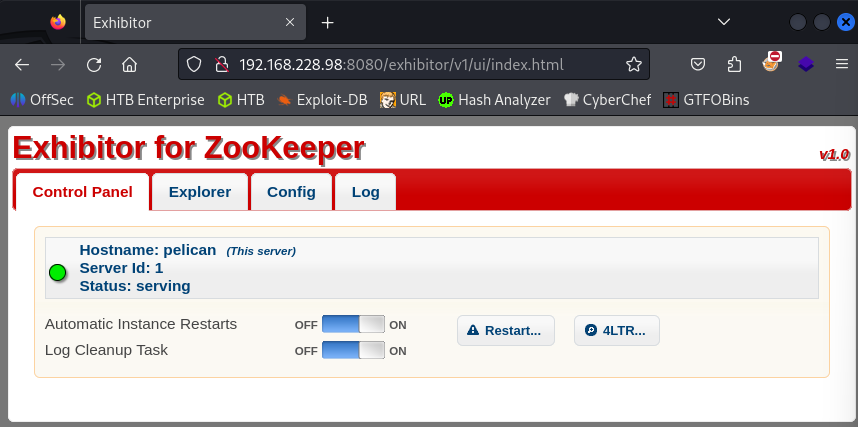 Exhibitor
192.168.228.98:8080/exhibitor/v1/ui/index.html
OffSec HTB Enterprise HTB Exploit-DB URL Hash Analyzer CyberChef GTFOBins
Exhibitor for ZooKeeper
v1.0
Control Panel Explorer Config Log
Hostname: pelican (This server)
Server Id: 1
Status: serving
Automatic Instance Restarts OFF ON Restart... 4LTR...
Log Cleanup Task OFF ON